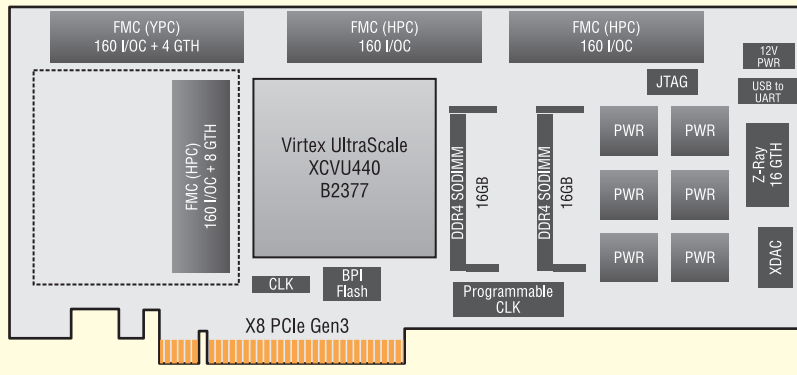 FMC (YPC)
160 I/OC + 4 GTH
FMC (HPC)
160 I/OC
FMC (HPC)
160 I/OC
12V
PWR
JTAG
USB to
UART
FMC (HPC)
160 I/OC + 8 GTH
Virtex UltraScale
XCVU440
B2377
DDR4 SODIMM
16GB
DDR4 SODIMM
16GB
PWR
PWR
Z-Ray
16 GTH
PWR
PWR
PWR
PWR
XDAC
CLK
BPI
Flash
Programmable
CLK
X8 PCIe Gen3